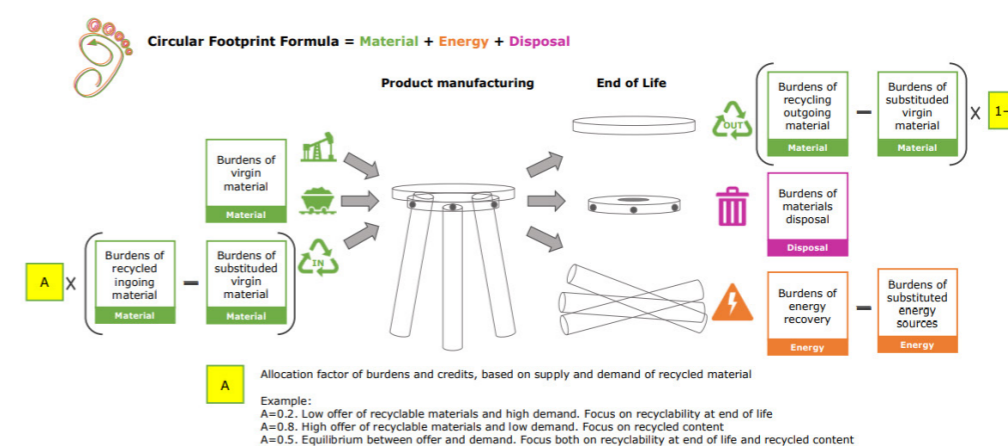 Circular Footprint Formula = Material + Energy + Disposal
Product manufacturing
End of Life
Burdens of
virgin
material
Material
A
X
Burdens of
recycled
ingoing
material
Material
−
Burdens of
substituded
virgin
material
Material
IN
OUT
Burdens of
recycling
outgoing
material
Material
−
Burdens of
substituded
virgin
material
Material
X
1-
Burdens of
materials
disposal
Disposal
Burdens of
energy
recovery
Energy
−
Burdens of
substituted
energy
sources
Energy
A
Allocation factor of burdens and credits, based on supply and demand of recycled material
Example:
A=0.2. Low offer of recyclable materials and high demand. Focus on recyclability at end of life
A=0.8. High offer of recyclable materials and low demand. Focus on recycled content
A=0.5. Equilibrium between offer and demand. Focus both on recyclability at end of life and recycled content